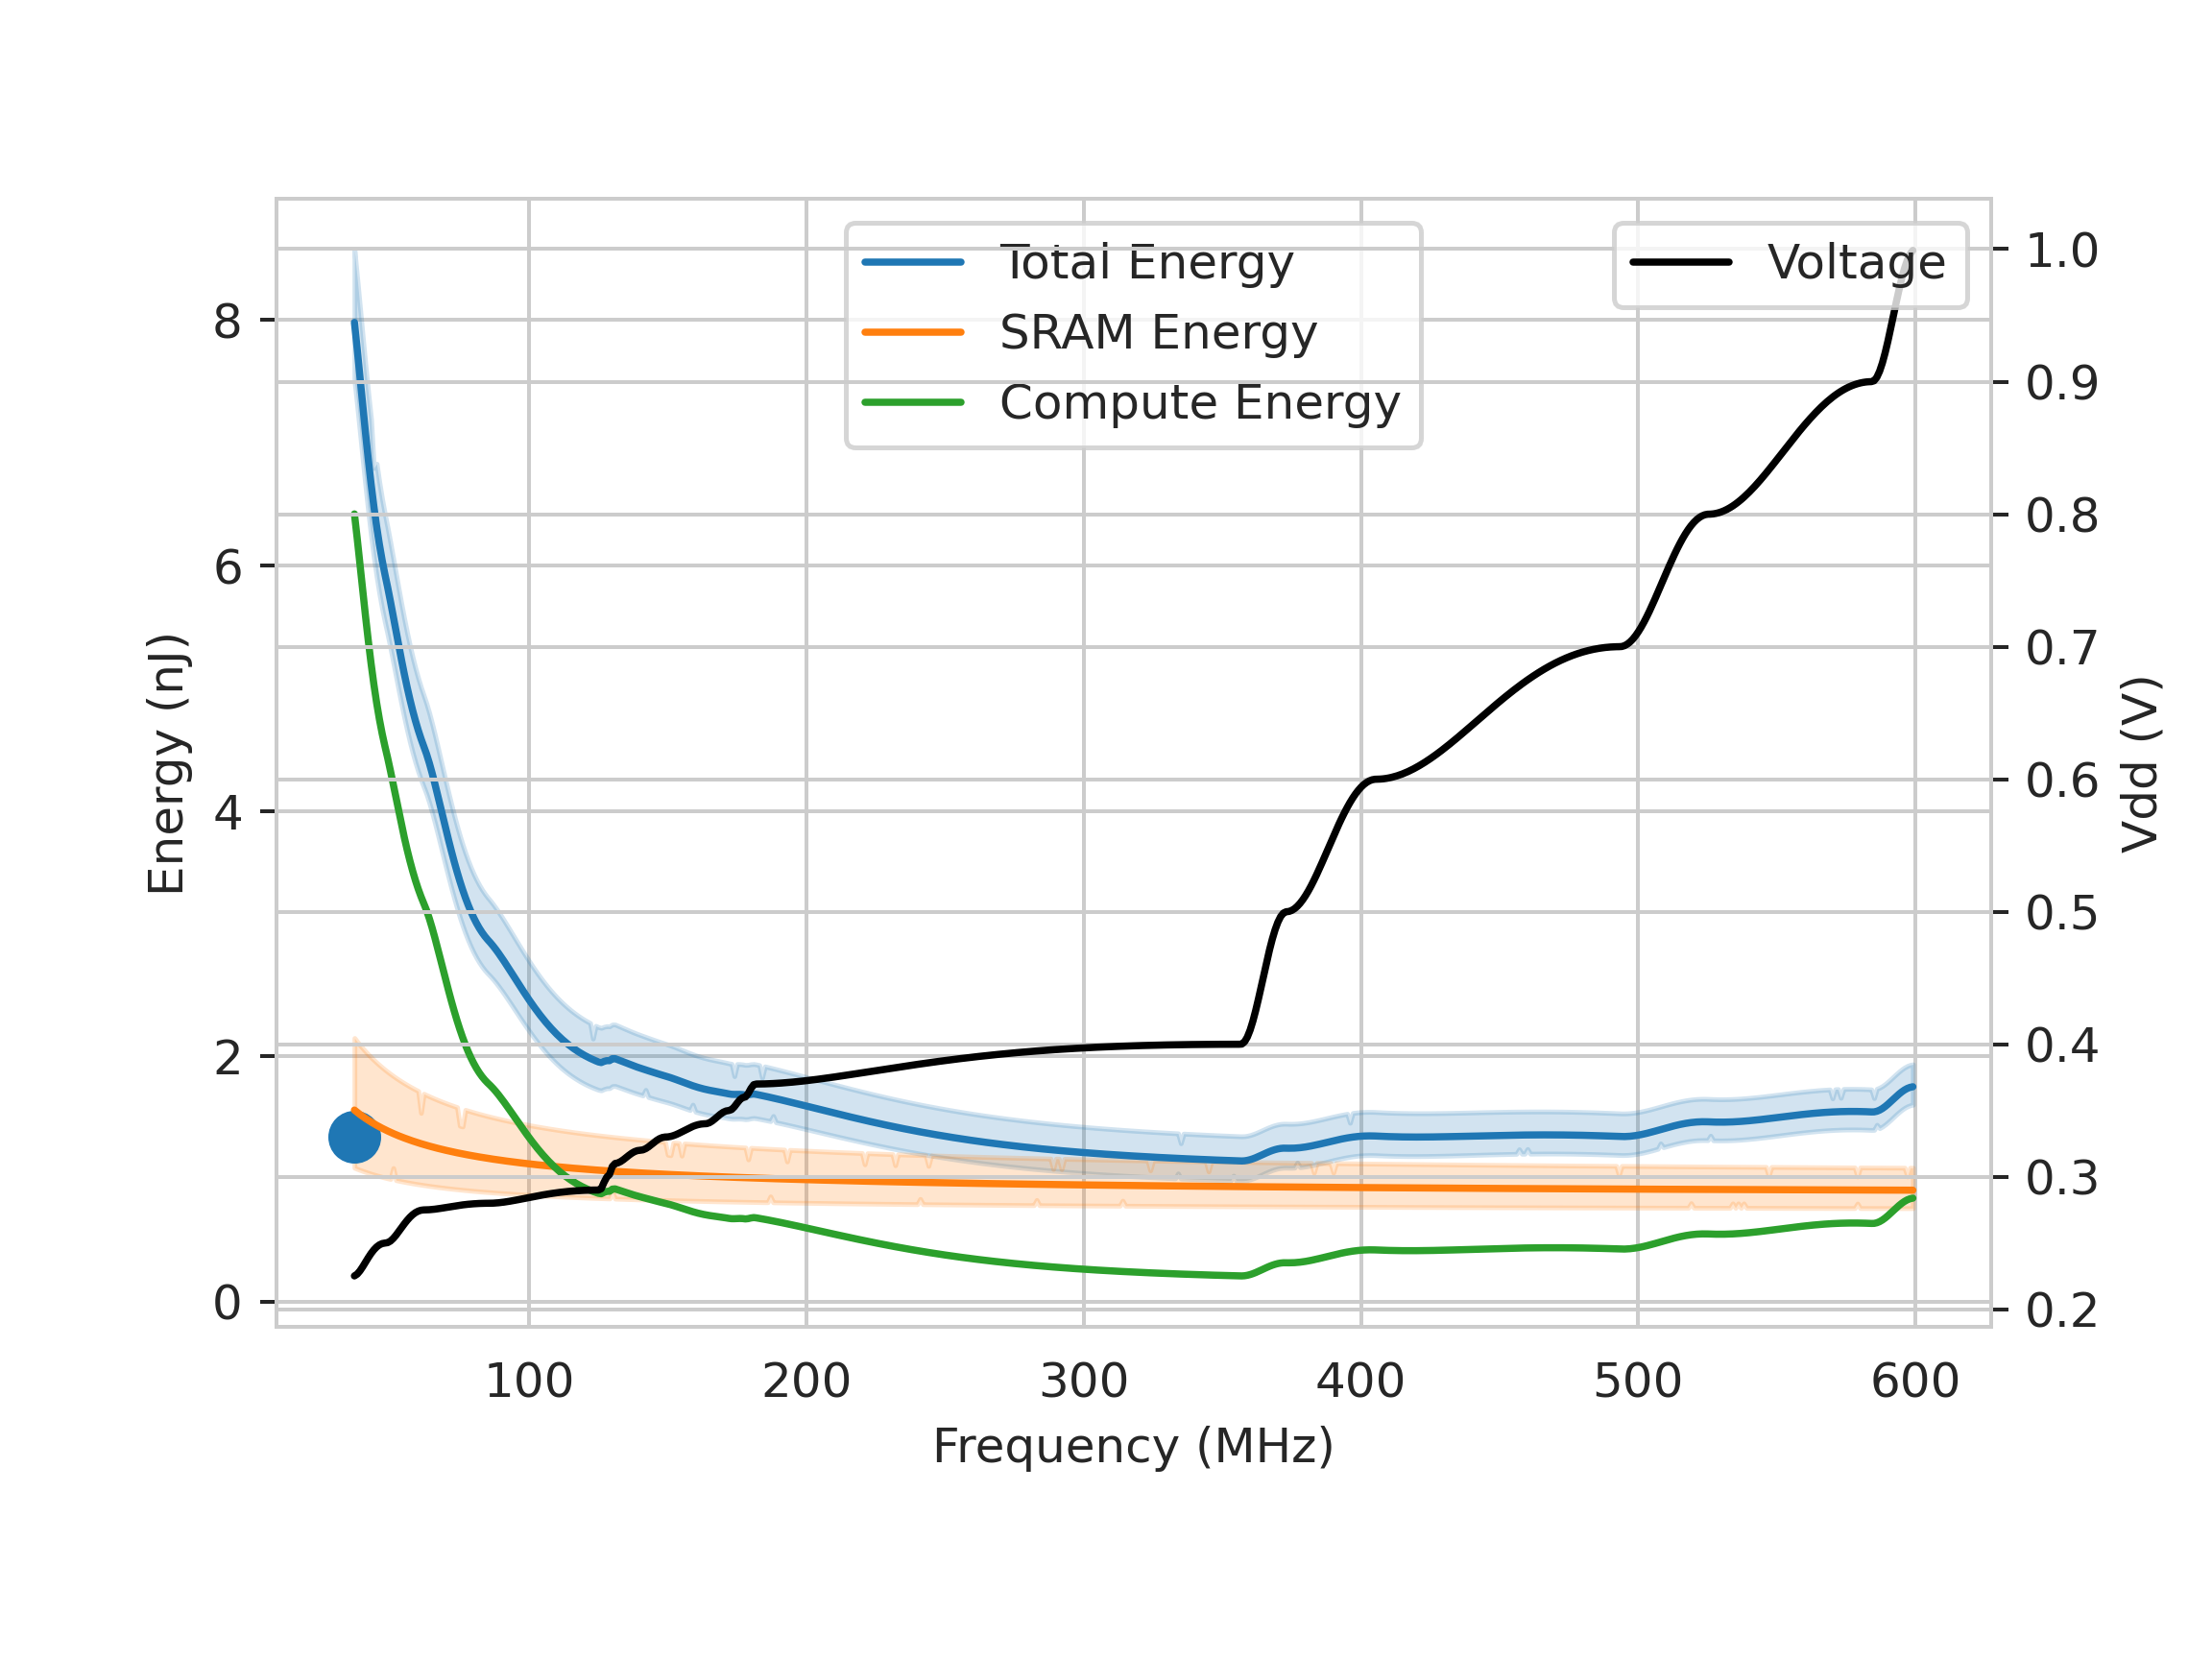 Total Energy
SRAM Energy
Compute Energy
Voltage
8
6
4
2
0
Energy (nJ)
1.0
0.9
0.8
0.7
0.6
0.5
0.4
0.3
0.2
Vdd (V)
100 200 300 400 500 600
Frequency (MHz)